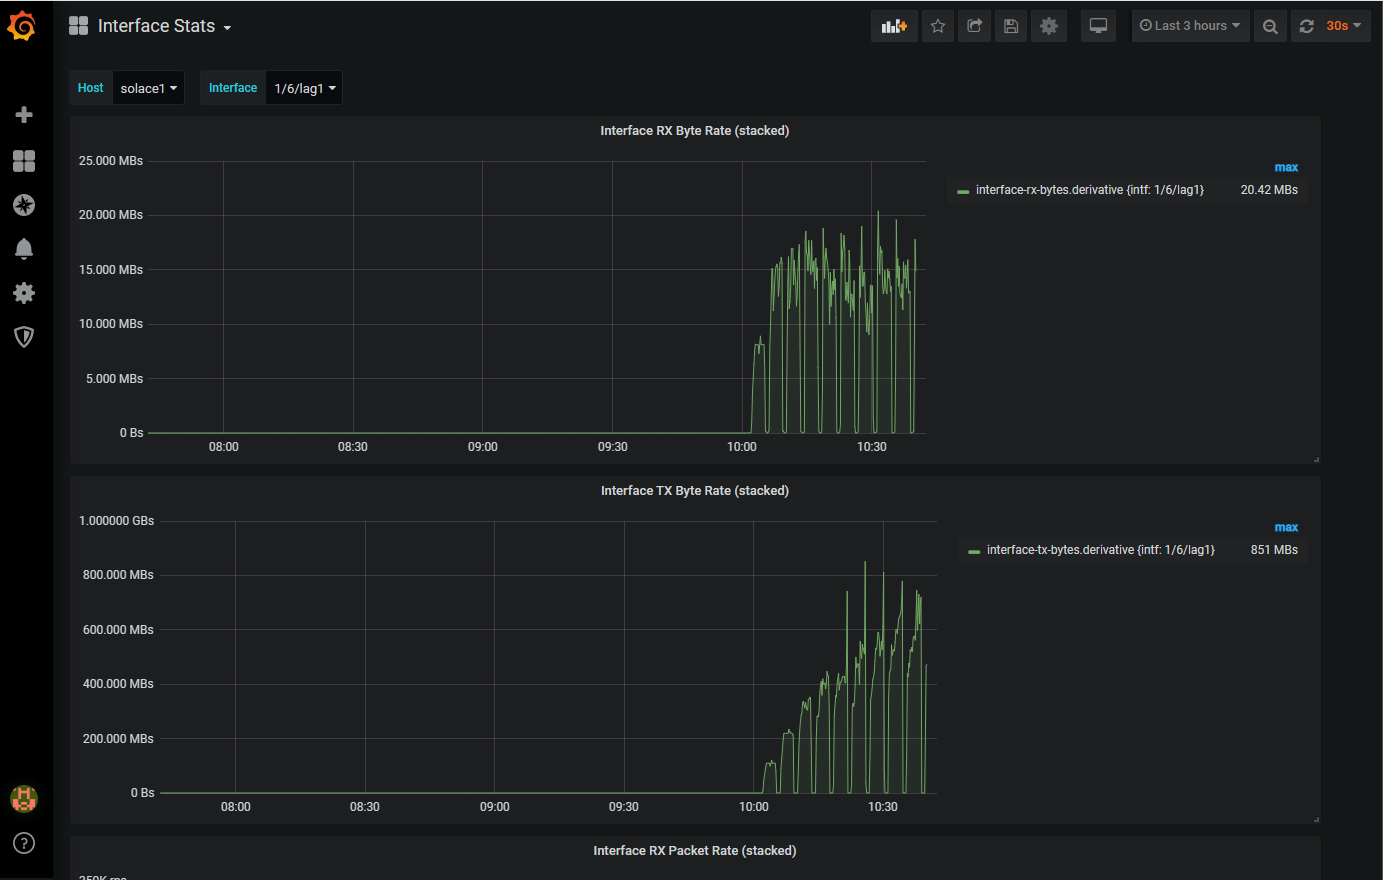 Interface Stats
Last 3 hours
30s
Host solace1 Interface 1/6/lag1
Interface RX Byte Rate (stacked)
25.000 MBs
20.000 MBs
15.000 MBs
10.000 MBs
5.000 MBs
0 Bs
08:00 08:30 09:00 09:30 10:00 10:30
max
interface-rx-bytes.derivative {intf: 1/6/lag1} 20.42 MBs
Interface TX Byte Rate (stacked)
1.000000 GBs
800.000 MBs
600.000 MBs
400.000 MBs
200.000 MBs
0 Bs
08:00 08:30 09:00 09:30 10:00 10:30
max
interface-tx-bytes.derivative {intf: 1/6/lag1} 851 MBs
Interface RX Packet Rate (stacked)